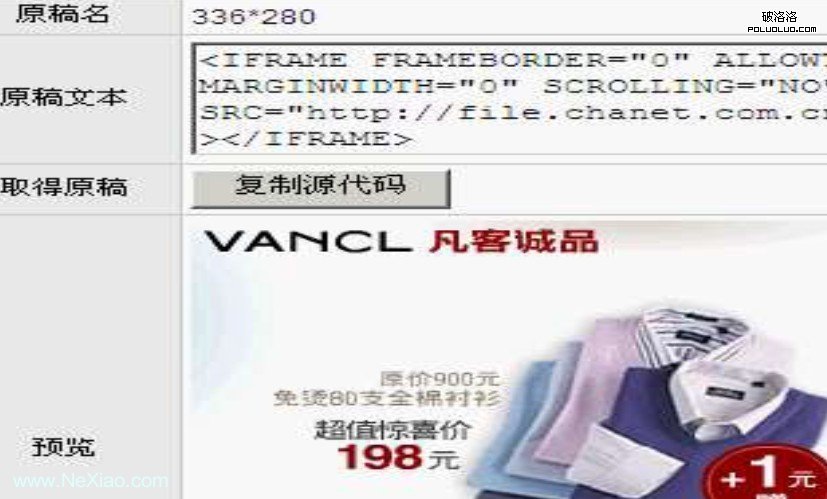 原稿名
336*280
破洛洛
POLUOLUO.COM
原稿文本
<IFRAME FRAMEBORDER="0"
MARGINWIDTH="0" SCROLLING="NO"
SRC="http://file.chanet.com.c
></IFRAME>
取得原稿
复制源代码
VANCL 凡客诚品
原价900元
免烫80支全棉衬衫
超值惊喜价
198元
+1元
预览
www.NeXiao.com